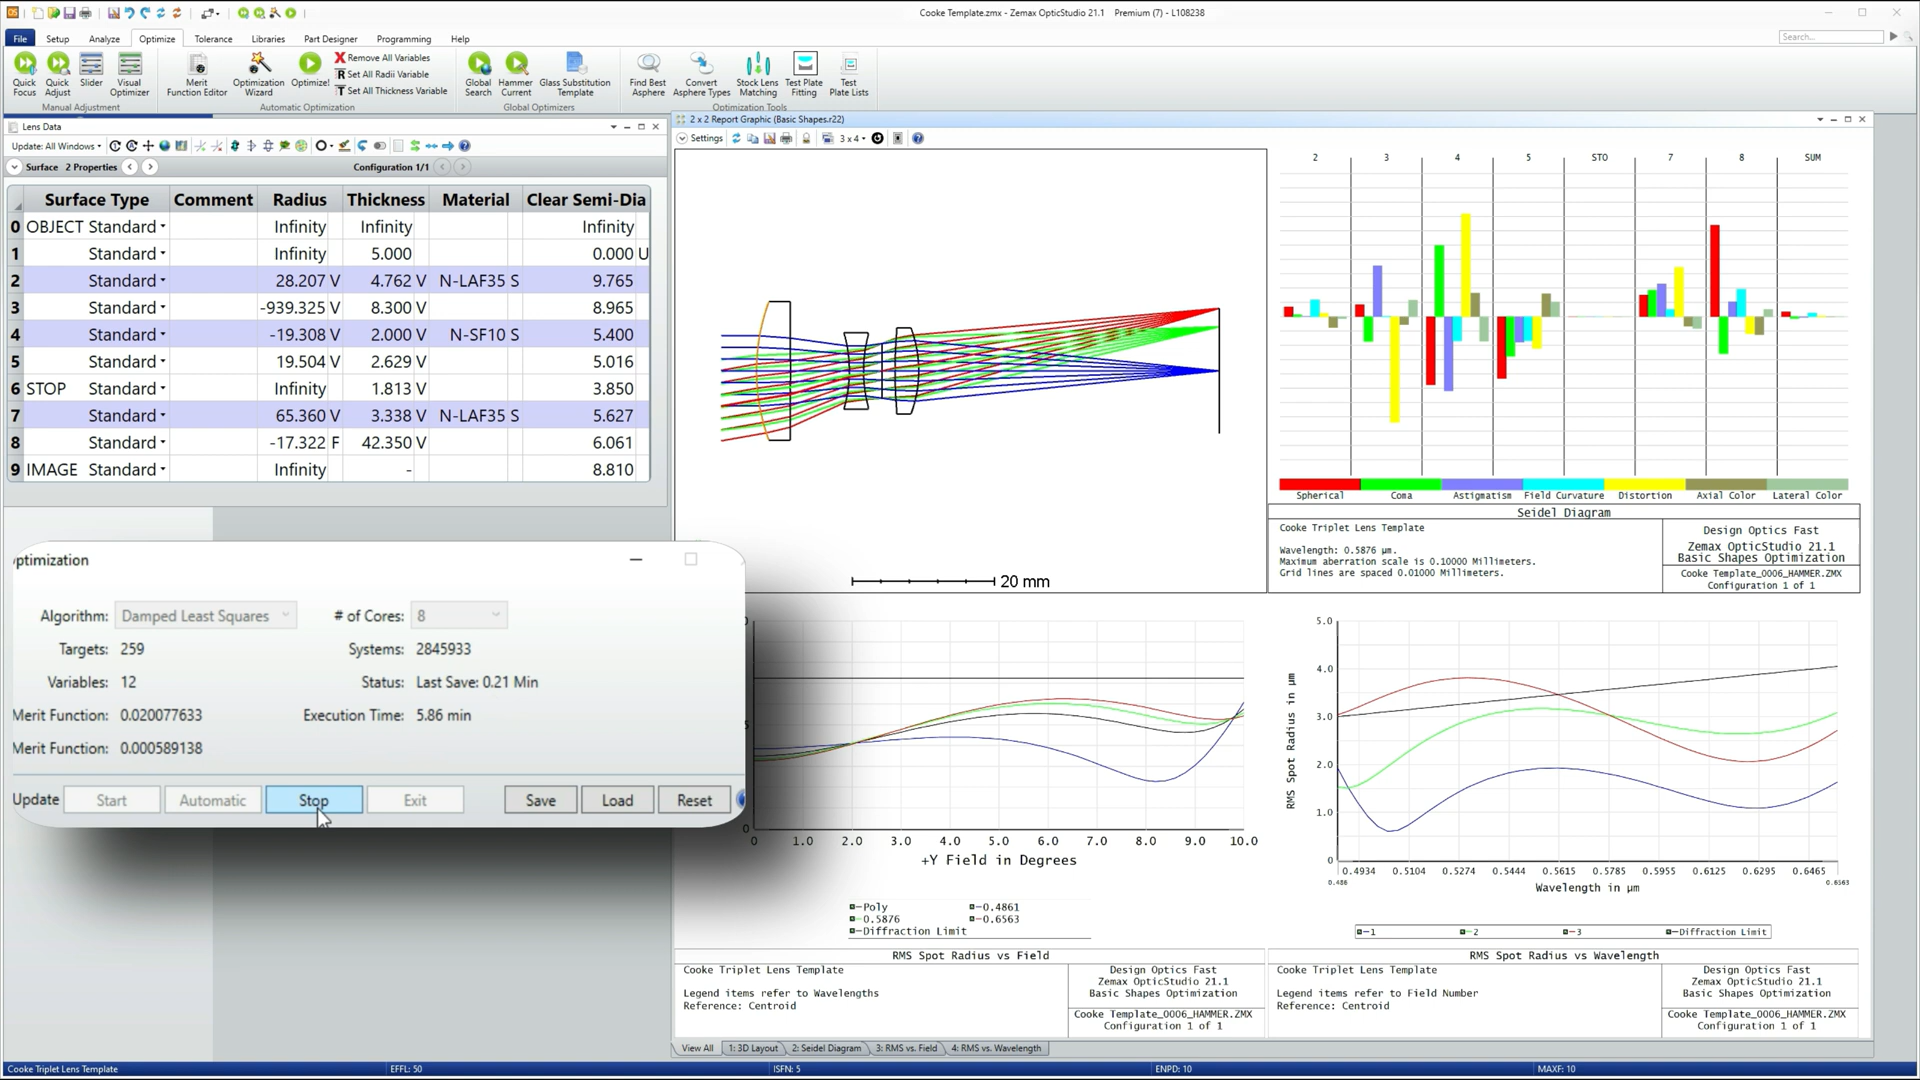 Cooke Template.zmx - Zemax OpticStudio 21.1 Premium (7) - L108238
File Setup Analyze Optimize Tolerance Libraries Part Designer Programming Help
Search...
Quick Focus
Quick Adjust
Slider
Visual Optimizer
Manual Adjustment
Merit Function Editor
Optimization Wizard
Optimize!
Remove All Variables
Set All Radii Variable
Set All Thickness Variable
Automatic Optimization
Global Search
Hammer Current
Glass Substitution Template
Global Optimizers
Find Best Asphere
Convert Asphere Types
Stock Lens Matching
Test Plate Fitting
Test Plate Lists
Optimization Tools
Lens Data
Update: All Windows
Surface 2 Properties
Configuration 1/1
Surface Type Comment Radius Thickness Material Clear Semi-Dia
0 OBJECT Standard Infinity Infinity Infinity
1 Standard Infinity 5.000 0.000 U
2 Standard 28.207 V 4.762 V N-LAF35 S 9.765
3 Standard -939.325 V 8.300 V 8.965
4 Standard -19.308 V 2.000 V N-SF10 S 5.400
5 Standard 19.504 V 2.629 V 5.016
6 STOP Standard Infinity 1.813 V 3.850
7 Standard 65.360 V 3.338 V N-LAF35 S 5.627
8 Standard -17.322 F 42.350 V 6.061
9 IMAGE Standard Infinity - 8.810
ptimization
Algorithm: Damped Least Squares # of Cores: 8
Targets: 259 Systems: 2845933
Variables: 12 Status: Last Save: 0.21 Min
Merit Function: 0.020077633 Execution Time: 5.86 min
Merit Function: 0.000589138
Update Start Automatic Stop Exit Save Load Reset
2 x 2 Report Graphic (Basic Shapes.r22)
Settings
3 x 4
20 mm
2 3 4 5 STO 7 8 SUM
Spherical Coma Astigmatism Field Curvature Distortion Axial Color Lateral Color
Seidel Diagram
Cooke Triplet Lens Template
Wavelength: 0.5876 µm.
Maximum aberration scale is 0.10000 Millimeters.
Grid lines are spaced 0.01000 Millimeters.
Design Optics Fast
Zemax OpticStudio 21.1
Basic Shapes Optimization
Cooke Template_0006_HAMMER.ZMX
Configuration 1 of 1
0 1.0 2.0 3.0 4.0 5.0 6.0 7.0 8.0 9.0 10.0
+Y Field in Degrees
Poly 0.4861
0.5876 0.6563
Diffraction Limit
RMS Spot Radius vs Field
Cooke Triplet Lens Template
Legend items refer to Wavelengths
Reference: Centroid
Design Optics Fast
Zemax OpticStudio 21.1
Basic Shapes Optimization
Cooke Template_0006_HAMMER.ZMX
Configuration 1 of 1
5.0
4.0
3.0
2.0
1.0
0
RMS Spot Radius in µm
0.4934 0.5104 0.5274 0.5444 0.5615 0.5785 0.5955 0.6125 0.6295 0.6465
0.486 0.6563
Wavelength in µm
1 2 3 Diffraction Limit
RMS Spot Radius vs Wavelength
Cooke Triplet Lens Template
Legend items refer to Field Number
Reference: Centroid
Design Optics Fast
Zemax OpticStudio 21.1
Basic Shapes Optimization
Cooke Template_0006_HAMMER.ZMX
Configuration 1 of 1
View All 1: 3D Layout 2: Seidel Diagram 3: RMS vs. Field 4: RMS vs. Wavelength
Cooke Triplet Lens Template EFFL: 50 ISFN: 5 ENPD: 10 MAXF: 10